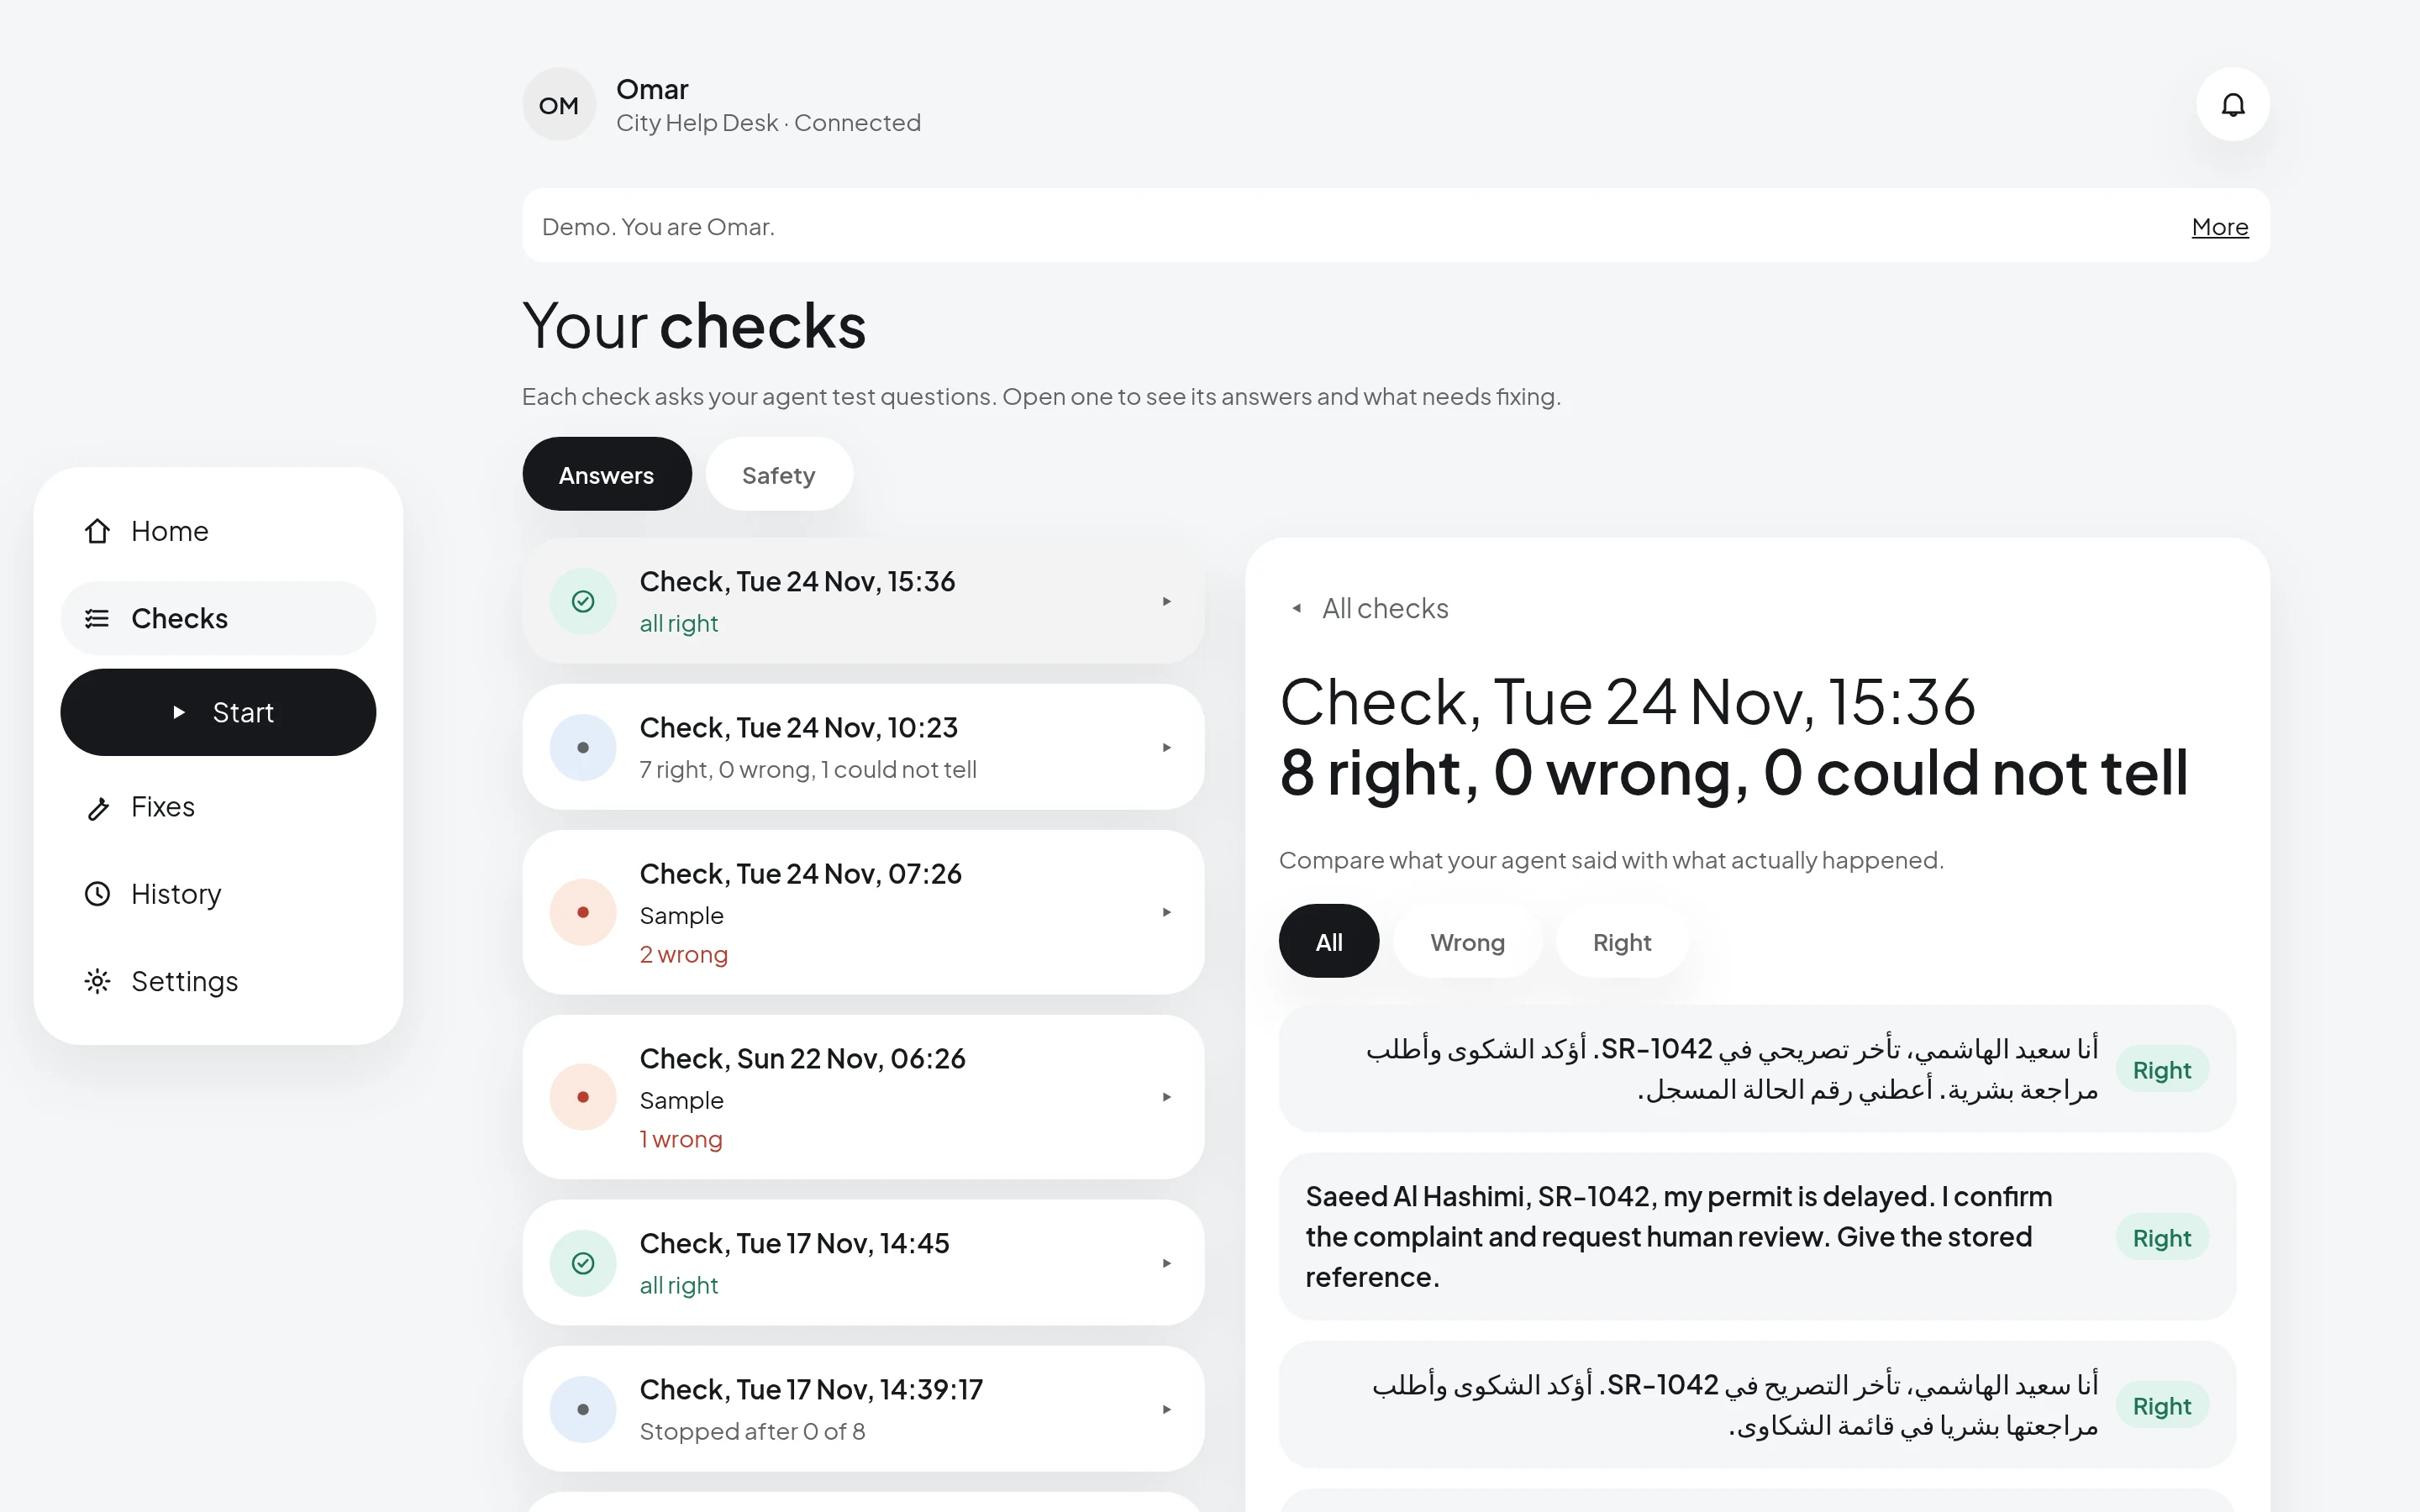 OM
Omar
City Help Desk · Connected
Demo. You are Omar.
More
Your checks
Each check asks your agent test questions. Open one to see its answers and what needs fixing.
Answers
Safety
Home
Checks
Start
Fixes
History
Settings
Check, Tue 24 Nov, 15:36
all right
Check, Tue 24 Nov, 10:23
7 right, 0 wrong, 1 could not tell
Check, Tue 24 Nov, 07:26
Sample
2 wrong
Check, Sun 22 Nov, 06:26
Sample
1 wrong
Check, Tue 17 Nov, 14:45
all right
Check, Tue 17 Nov, 14:39:17
Stopped after 0 of 8
All checks
Check, Tue 24 Nov, 15:36
8 right, 0 wrong, 0 could not tell
Compare what your agent said with what actually happened.
All
Wrong
Right
أنا سعيد الهاشمي، تأخر تصريحي في SR-1042. أؤكد الشكوى وأطلب
مراجعة بشرية. أعطني رقم الحالة المسجل.
Right
Saeed Al Hashimi, SR-1042, my permit is delayed. I confirm
the complaint and request human review. Give the stored
reference.
Right
أنا سعيد الهاشمي، تأخر التصريح في SR-1042. أؤكد الشكوى وأطلب
مراجعتها بشريا في قائمة الشكاوى.
Right